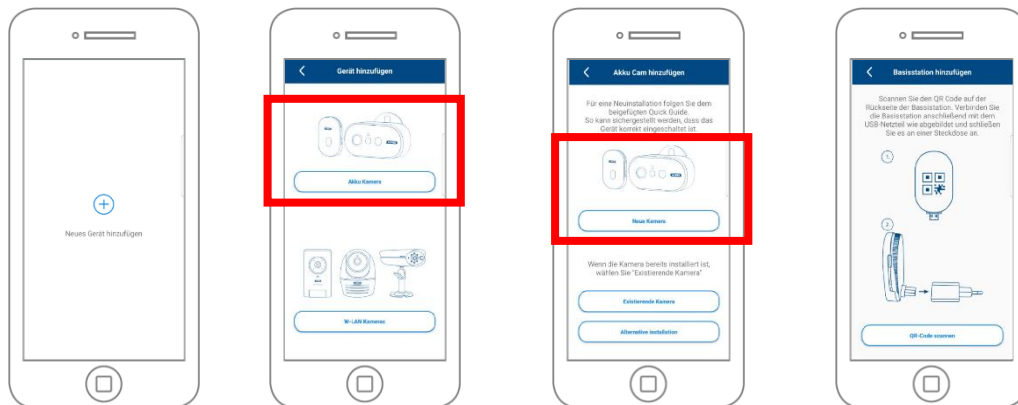 Neues Gerät hinzufügen
Gerät hinzufügen
Akku Kamera
W-LAN Kameras
Akku Cam hinzufügen
Für eine Neuinstallation folgen Sie dem
beigefügten Quick Guide.
So kann sichergestellt werden, dass das
Gerät korrekt eingeschaltet ist.
Neue Kamera
Wenn die Kamera bereits installiert ist,
wählen Sie "Existierende Kamera"
Existierende Kamera
Alternative Installation
Basisstation hinzufügen
Scannen Sie den QR Code auf der
Rückseite der Bassistation. Verbinden Sie
die Basisstation anschließend mit dem
USB-Netzteil wie abgebildet und schließen
Sie es an einer Steckdose an.
1.
2.
QR-Code scannen